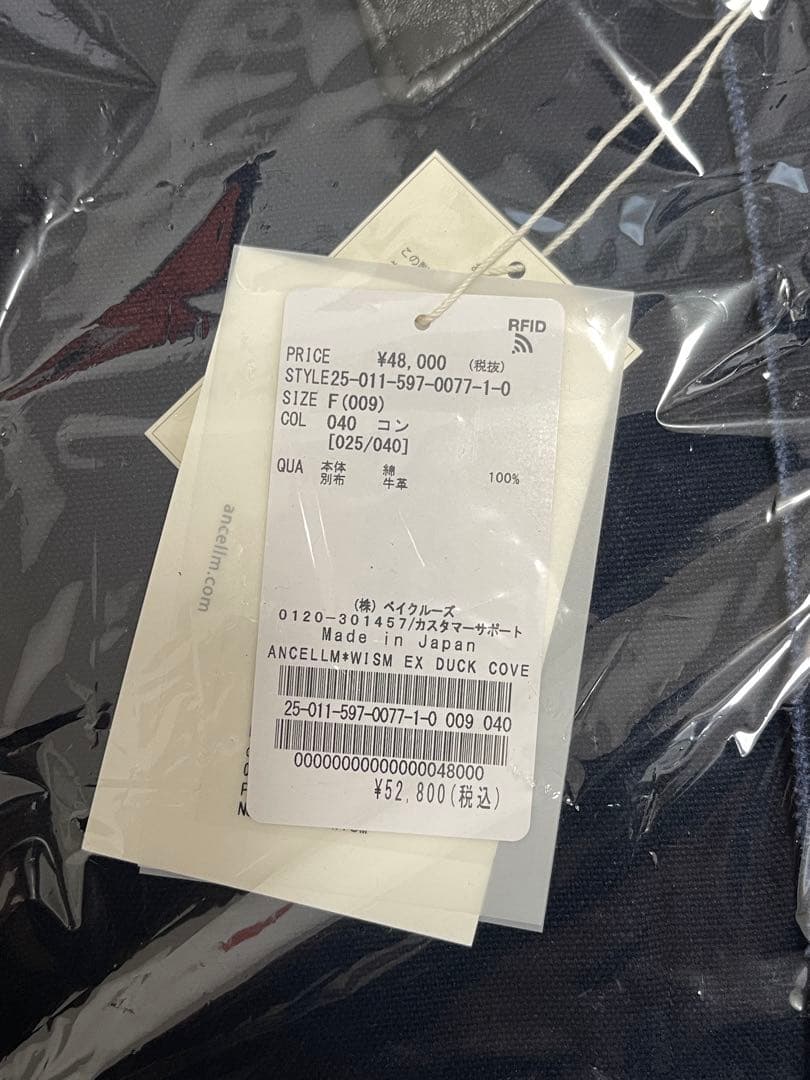 RFID
PRICE ¥48,000 (税抜)
STYLE25-011-597-0077-1-0
SIZE F(009)
COL 040 コン
[025/040]
QUA 本体 綿 100%
別布 牛革
(株) ベイクルーズ
0120-301457/カスタマーサポート
Made in Japan
ANCELLM*WISM EX DUCK COVE
25-011-597-0077-1-0 009 040
00000000000000048000
¥52,800(税込)
ancellm.com
この